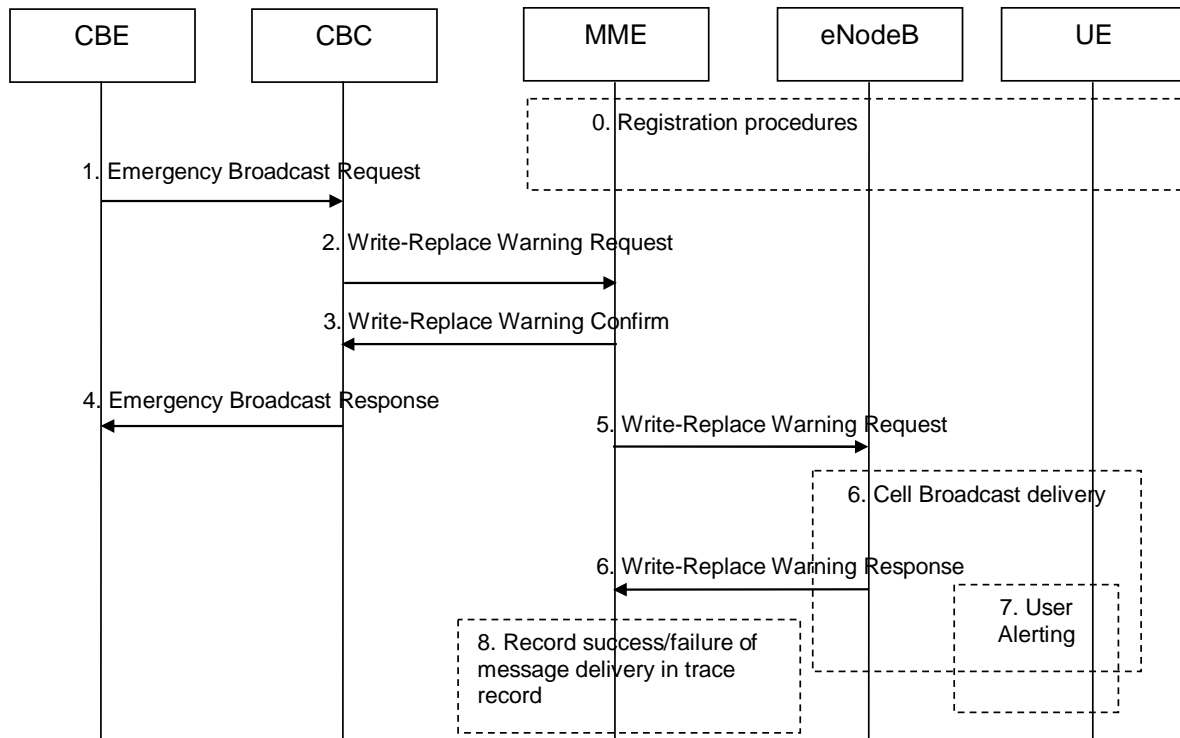 CBE
CBC
MME
eNodeB
UE
0. Registration procedures
1. Emergency Broadcast Request
2. Write-Replace Warning Request
3. Write-Replace Warning Confirm
4. Emergency Broadcast Response
5. Write-Replace Warning Request
6. Cell Broadcast delivery
6. Write-Replace Warning Response
7. User
Alerting
8. Record success/failure of
message delivery in trace
record